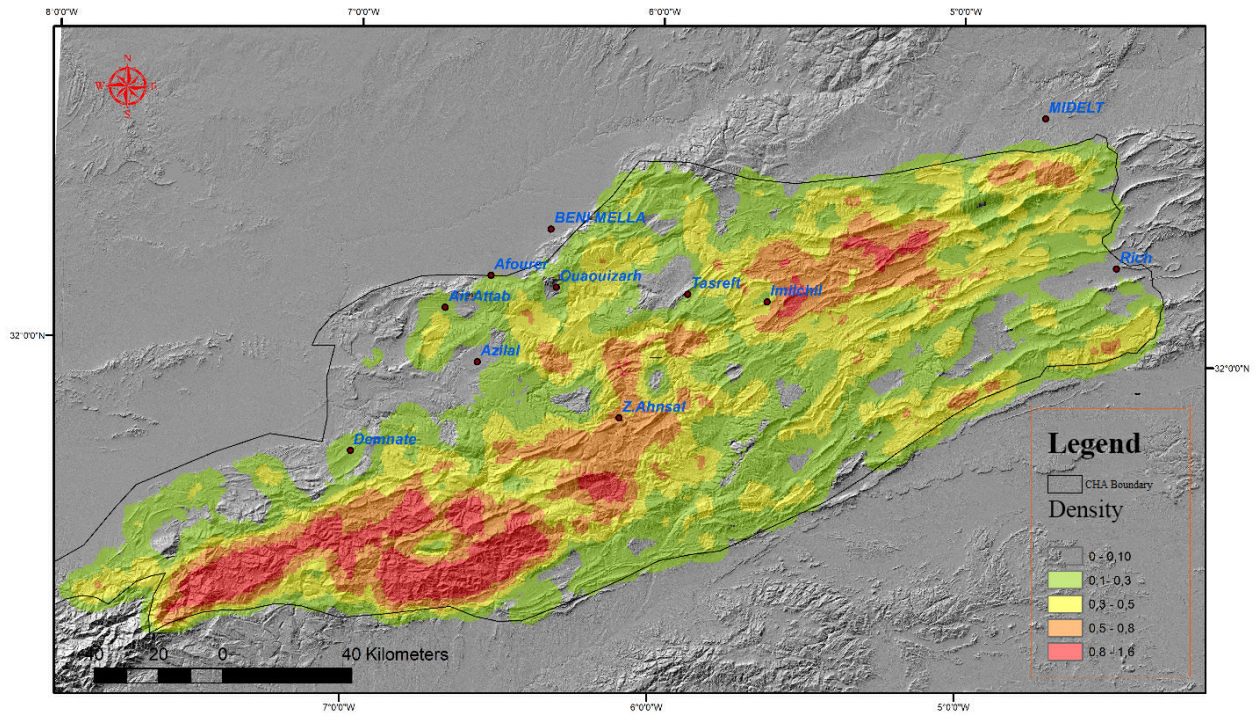 8°0'0"W 7°0'0"W 6°0'0"W 5°0'0"W
N
W E
S
MIDELT
BENI-MELLA
Afourer
Ouaouizarh
Rich
Ait Attab
Tasreft
Imilchil
32°0'0"N
Azilal
32°0'0"N
Z.Ahnsal
Demnate
Legend
CHA Boundary
Density
0 - 0,10
0,1- 0,3
0,3 - 0,5
0,5 - 0,8
0,8 - 1,6
40 20 0 40 Kilometers
7°0'0"W 6°0'0"W 5°0'0"W